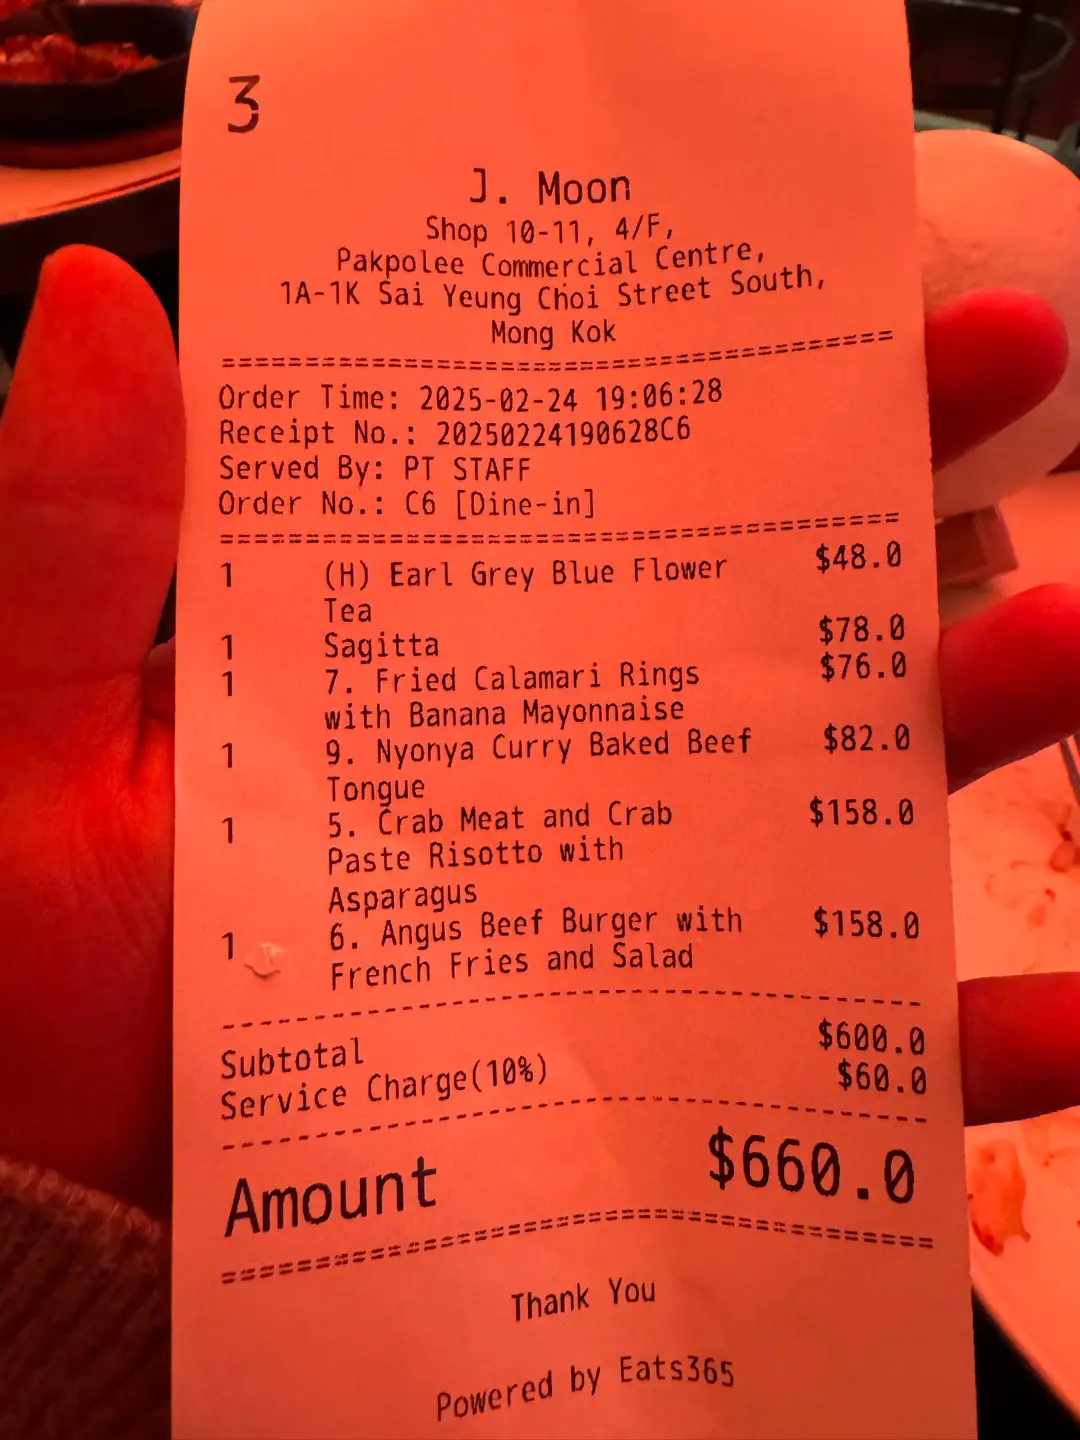 3
J. Moon
Shop 10-11, 4/F,
Pakpolee Commercial Centre,
1A-1K Sai Yeung Choi Street South,
Mong Kok
======================================
Order Time: 2025-02-24 19:06:28
Receipt No.: 20250224190628C6
Served By: PT STAFF
Order No.: C6 [Dine-in]
======================================
1 (H) Earl Grey Blue Flower $48.0
Tea
1 Sagitta $78.0
1 7. Fried Calamari Rings $76.0
with Banana Mayonnaise
1 9. Nyonya Curry Baked Beef $82.0
Tongue
1 5. Crab Meat and Crab $158.0
Paste Risotto with
Asparagus
1 6. Angus Beef Burger with $158.0
French Fries and Salad
--------------------------------------
Subtotal $600.0
Service Charge(10%) $60.0
--------------------------------------
Amount $660.0
======================================
Thank You
Powered by Eats365